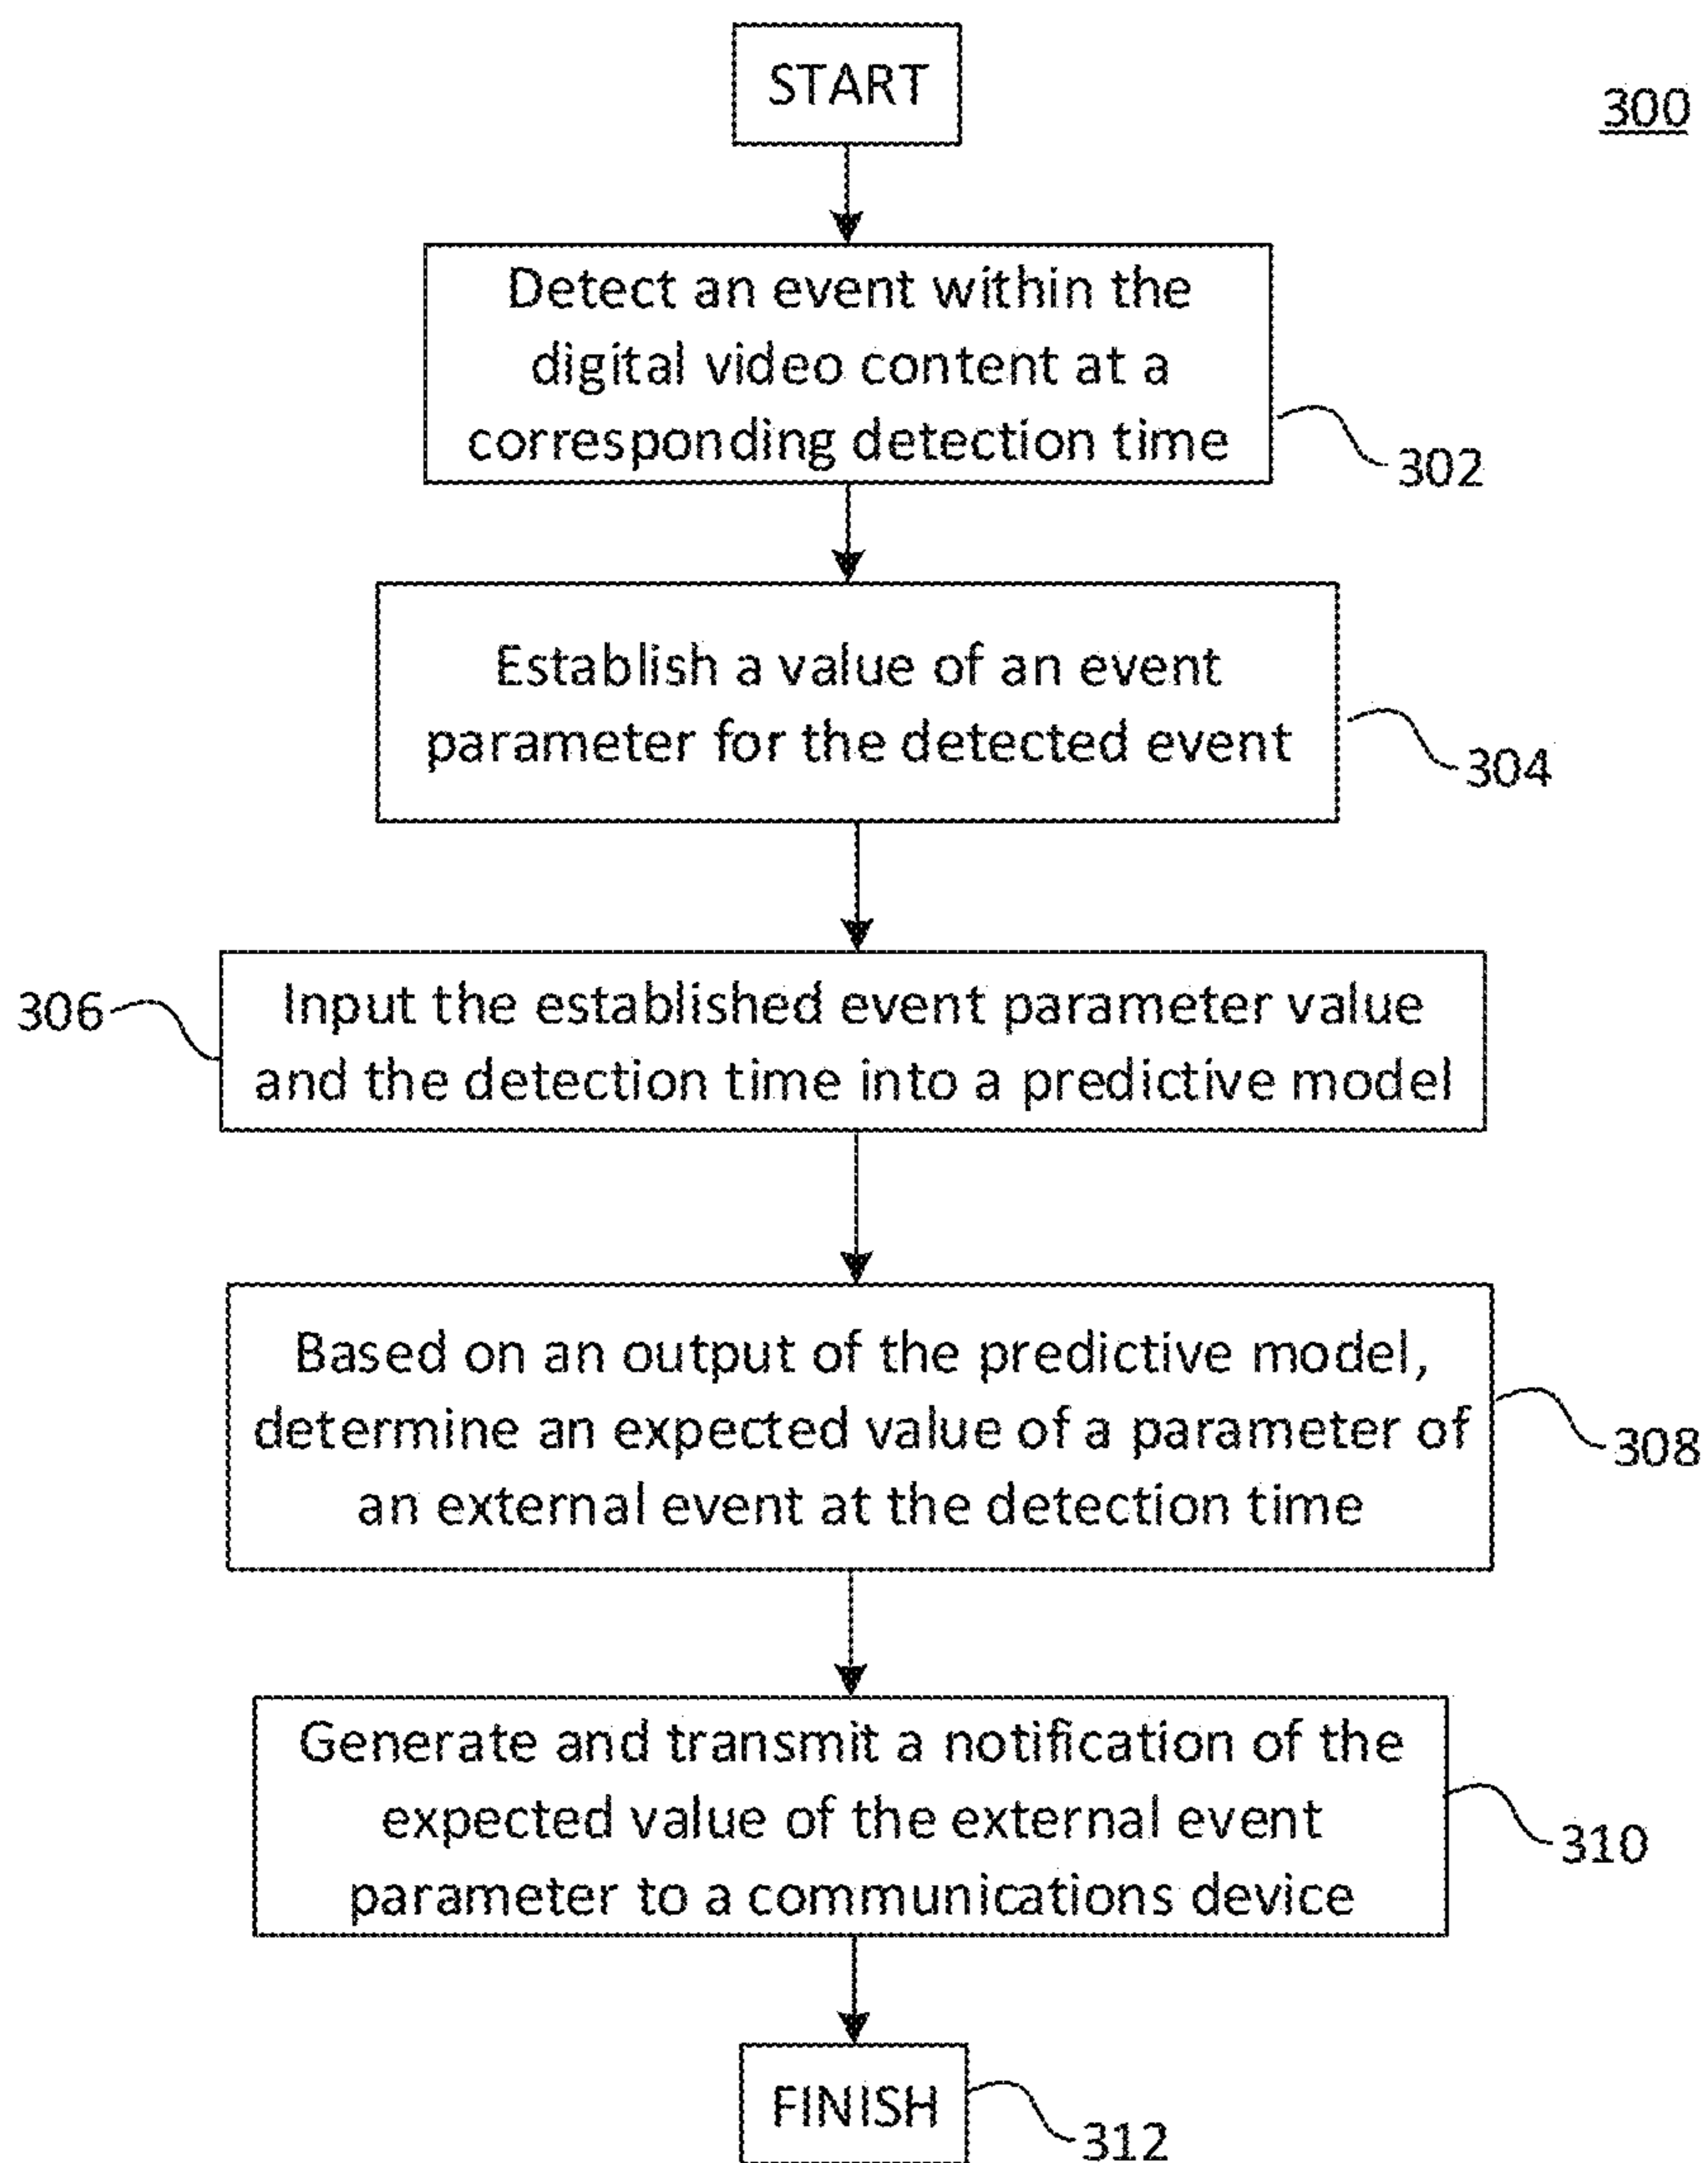 START
300
Detect an event within the
digital video content at a
corresponding detection time
302
Establish a value of an event
parameter for the detected event
304
306
Input the established event parameter value
and the detection time into a predictive model
Based on an output of the predictive model,
determine an expected value of a parameter of
an external event at the detection time
308
Generate and transmit a notification of the
expected value of the external event
parameter to a communications device
310
FINISH
312